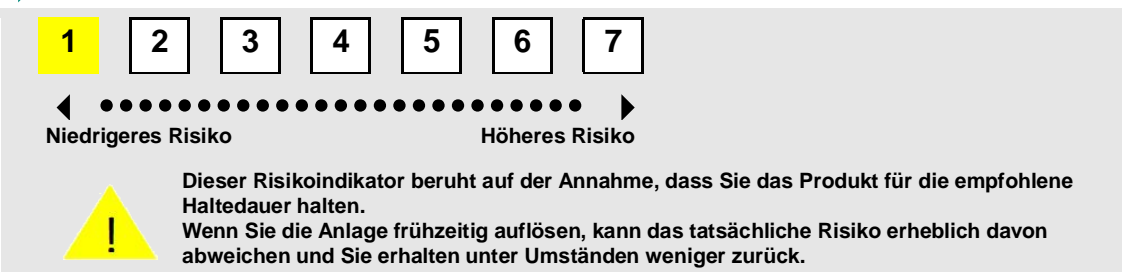 1 2 3 4 5 6 7
Niedrigeres Risiko Höheres Risiko
Dieser Risikoindikator beruht auf der Annahme, dass Sie das Produkt für die empfohlene
Haltedauer halten.
! Wenn Sie die Anlage frühzeitig auflösen, kann das tatsächliche Risiko erheblich davon
abweichen und Sie erhalten unter Umständen weniger zurück.